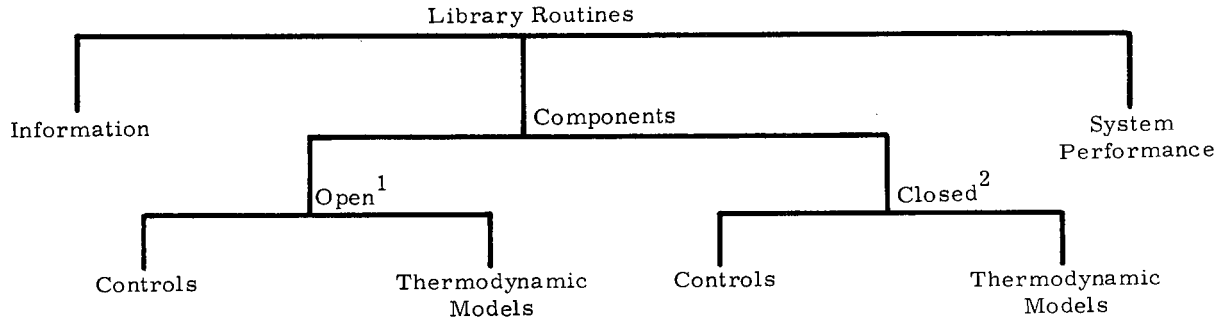 Library Routines
Information
Components
System
Performance
Open¹
Closed²
Controls
Thermodynamic
Models
Controls
Thermodynamic
Models